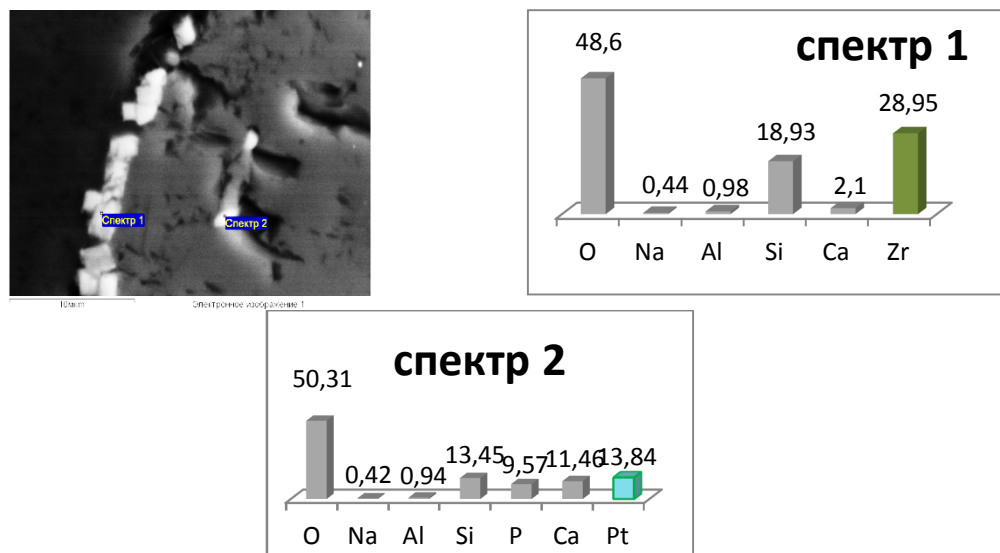 Спектр 1
Спектр 2
10мкm
Электронное изображение 1
спектр 1
48,6
0,44
0,98
18,93
2,1
28,95
O Na Al Si Ca Zr
спектр 2
50,31
0,42
0,94
13,45
9,57
11,46
13,84
O Na Al Si P Ca Pt